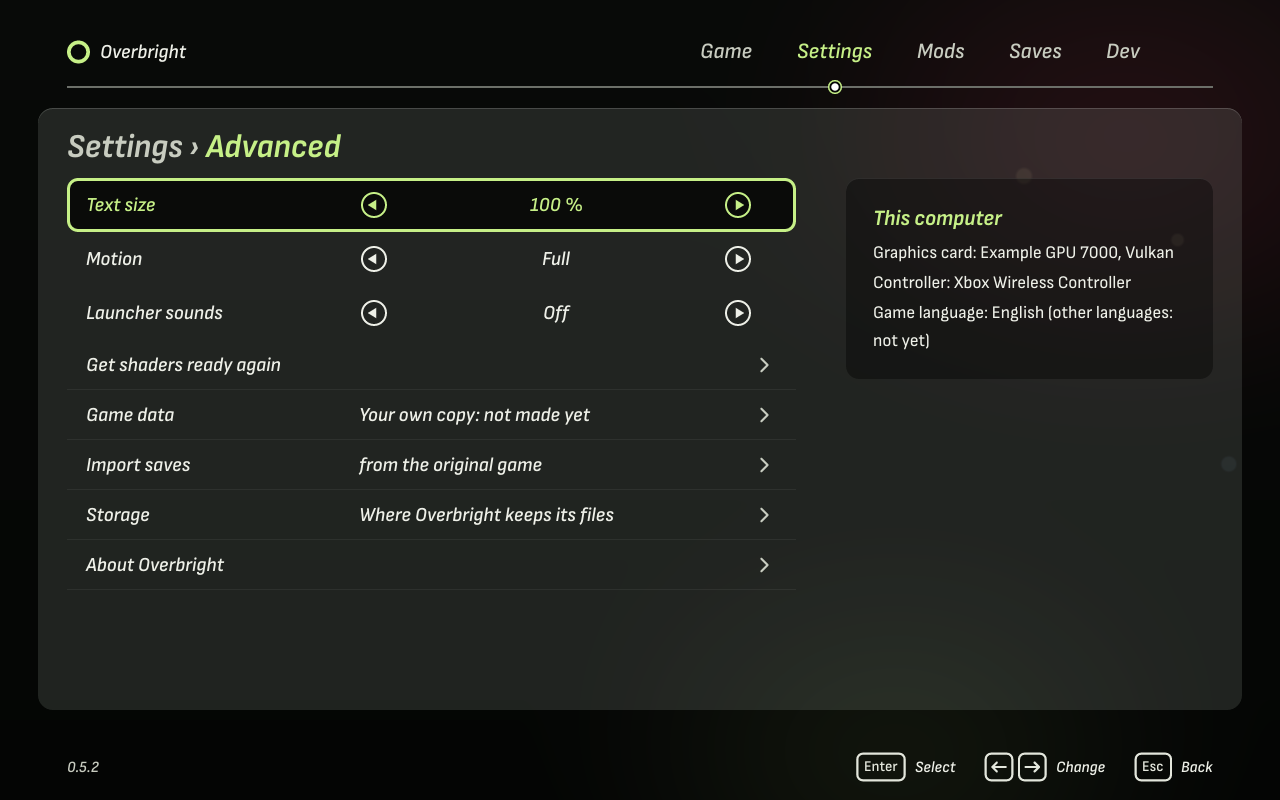 Overbright
Game Settings Mods Saves Dev
Settings › Advanced
Text size 100 %
Motion Full
Launcher sounds Off
Get shaders ready again
Game data Your own copy: not made yet
Import saves from the original game
Storage Where Overbright keeps its files
About Overbright
This computer
Graphics card: Example GPU 7000, Vulkan
Controller: Xbox Wireless Controller
Game language: English (other languages:
not yet)
0.5.2
Enter Select ← → Change Esc Back